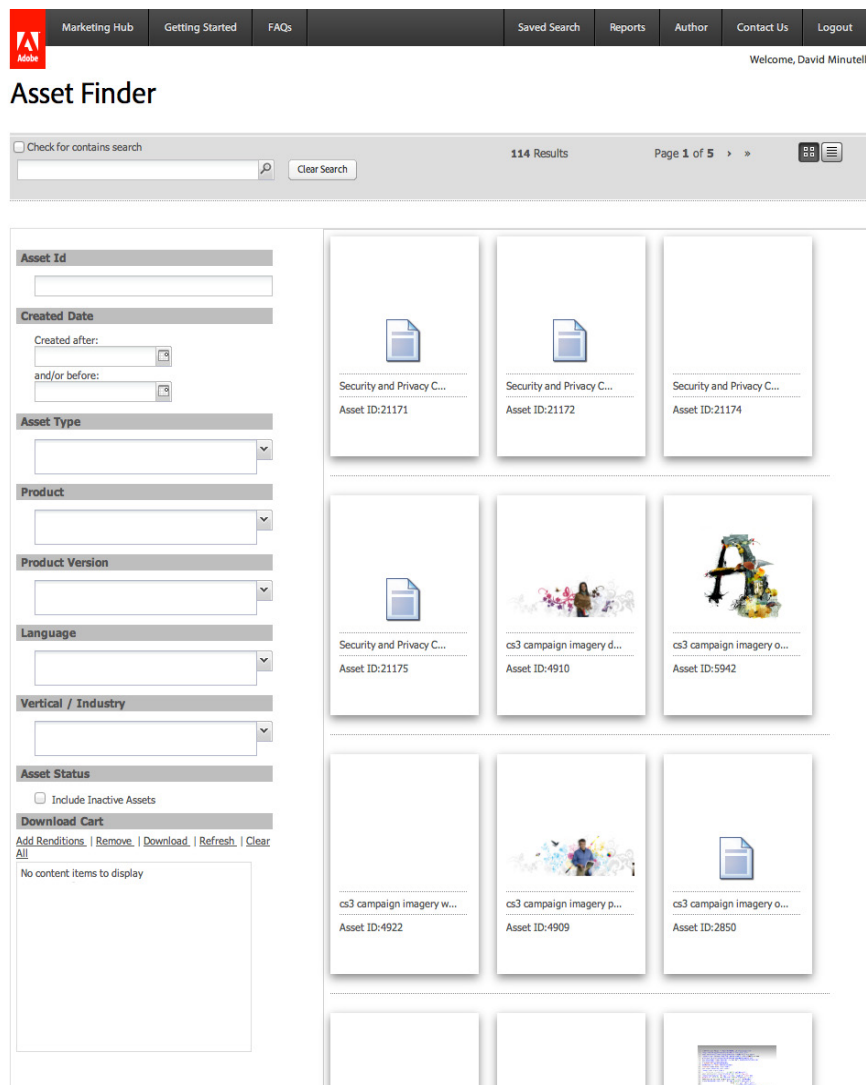 Adobe
Marketing Hub
Getting Started
FAQs
Saved Search
Reports
Author
Contact Us
Logout
Welcome, David Minutell
Asset Finder
Check for contains search
Clear Search
114 Results
Page 1 of 5 › »
Asset Id
Created Date
Created after:
and/or before:
Asset Type
Product
Product Version
Language
Vertical / Industry
Asset Status
Include Inactive Assets
Download Cart
Add Renditions | Remove | Download | Refresh | Clear
All
No content items to display
Security and Privacy C...
Asset ID:21171
Security and Privacy C...
Asset ID:21172
Security and Privacy C...
Asset ID:21174
Security and Privacy C...
Asset ID:21175
cs3 campaign imagery d...
Asset ID:4910
cs3 campaign imagery o...
Asset ID:5942
cs3 campaign imagery w...
Asset ID:4922
cs3 campaign imagery p...
Asset ID:4909
cs3 campaign imagery o...
Asset ID:2850